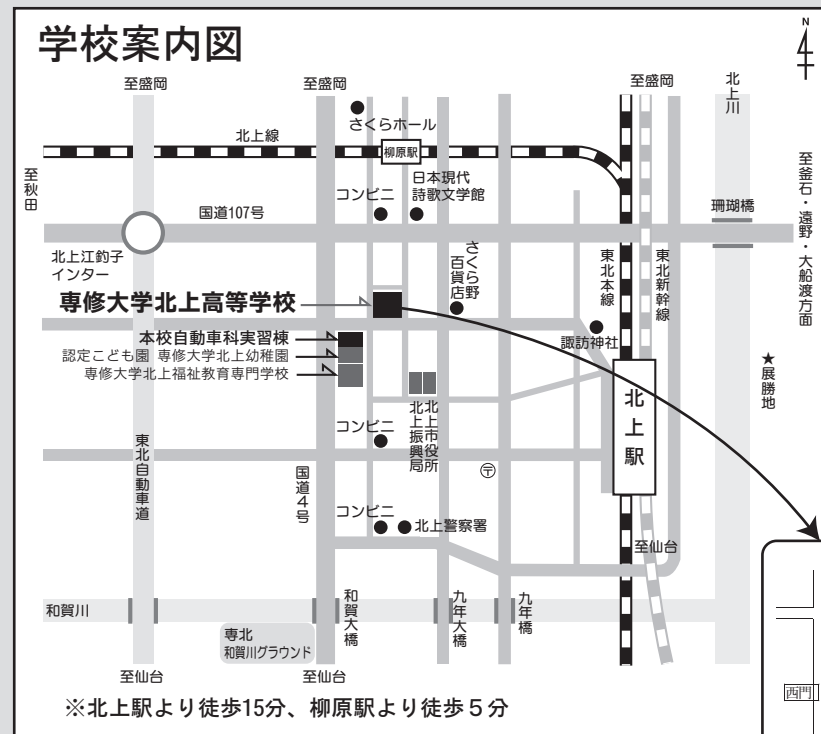 学校案内図
N
至盛岡
至盛岡
至盛岡
北上川
さくらホール
北上線
柳原駅
至秋田
コンビニ
日本現代
詩歌文学館
国道107号
珊瑚橋
至釜石・遠野・大船渡方面
北上江釣子
インター
さくら野
百貨店
東北本線
東北新幹線
専修大学北上高等学校
本校自動車科実習棟
認定こども園 専修大学北上幼稚園
専修大学北上福祉教育専門学校
諏訪神社
★展勝地
北上駅
北上市役所
北上振興局
コンビニ
〒
東北自動車道
国道4号
コンビニ
北上警察署
至仙台
和賀川
和賀大橋
九年大橋
九年橋
専北
和賀川グラウンド
至仙台
至仙台
西門
※北上駅より徒歩15分、柳原駅より徒歩5分